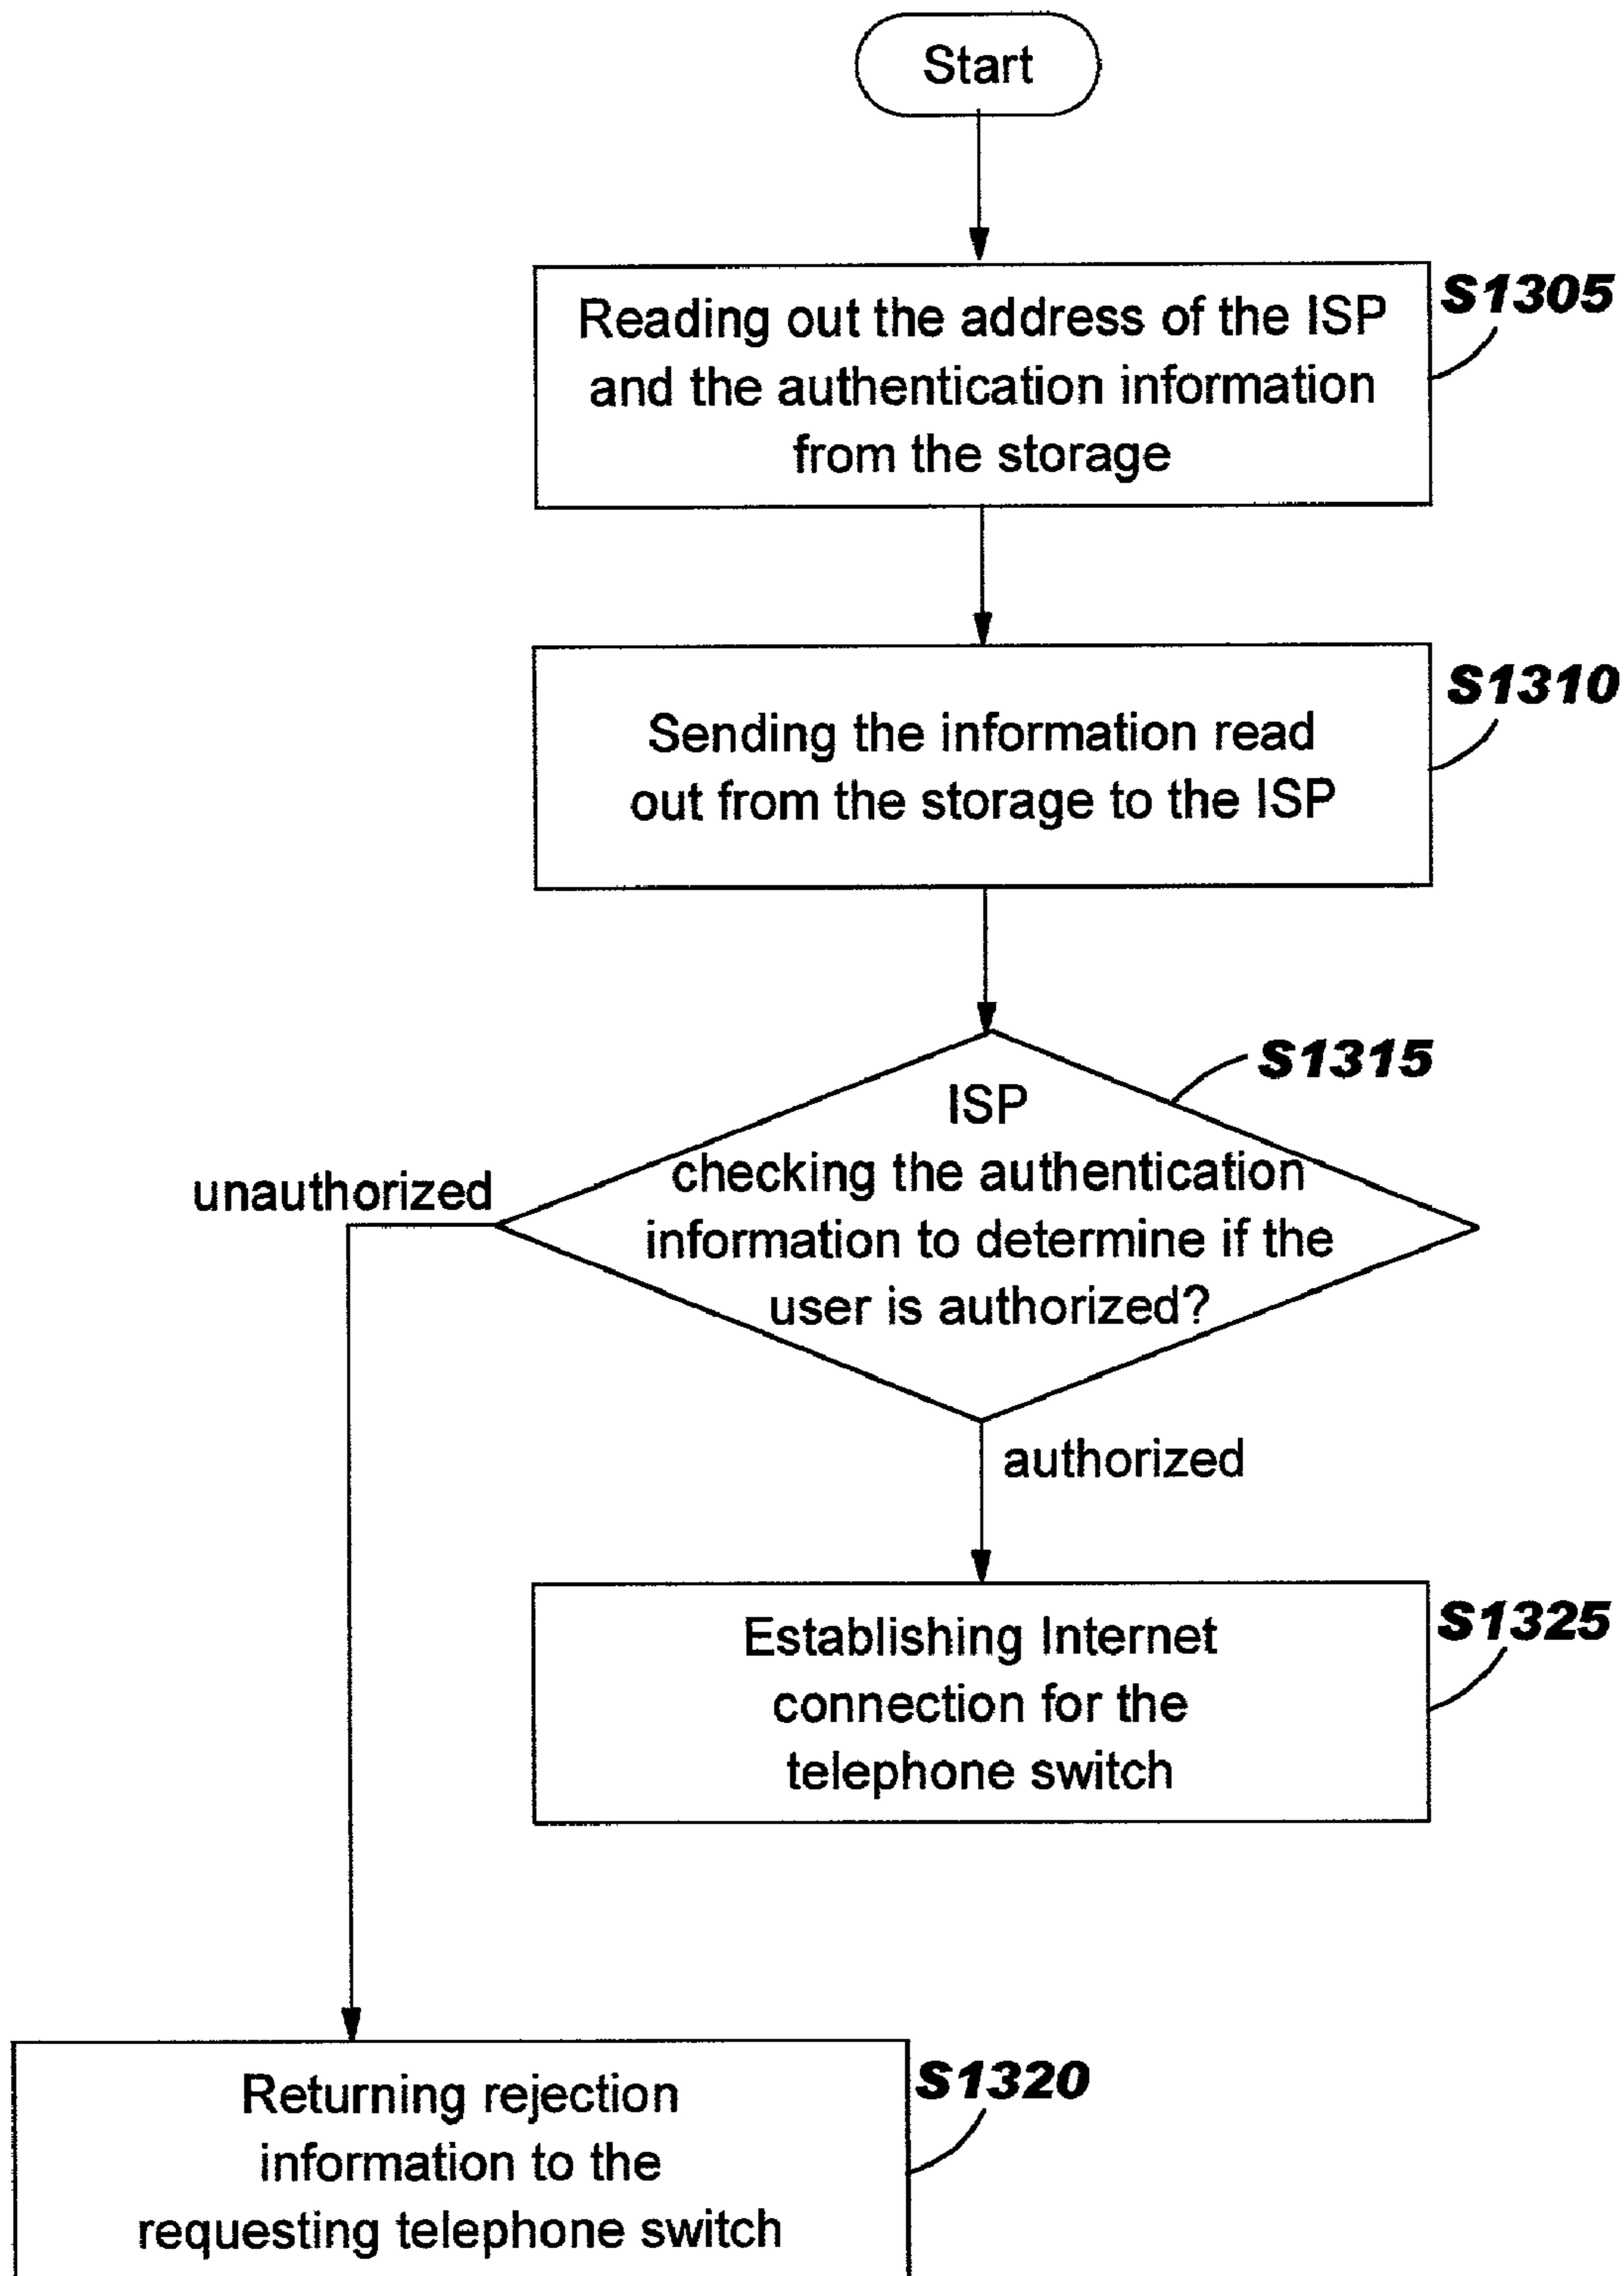 Start
Reading out the address of the ISP
and the authentication information
from the storage
S1305
Sending the information read
out from the storage to the ISP
S1310
ISP
checking the authentication
information to determine if the
user is authorized?
S1315
unauthorized
authorized
Establishing Internet
connection for the
telephone switch
S1325
Returning rejection
information to the
requesting telephone switch
S1320